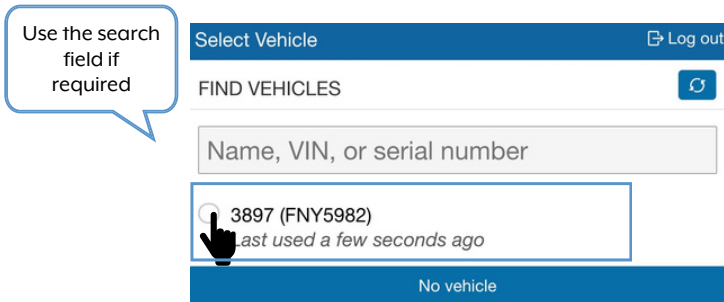 Use the search
field if
required
Select Vehicle
Log out
FIND VEHICLES
Name, VIN, or serial number
3897 (FNY5982)
Last used a few seconds ago
No vehicle